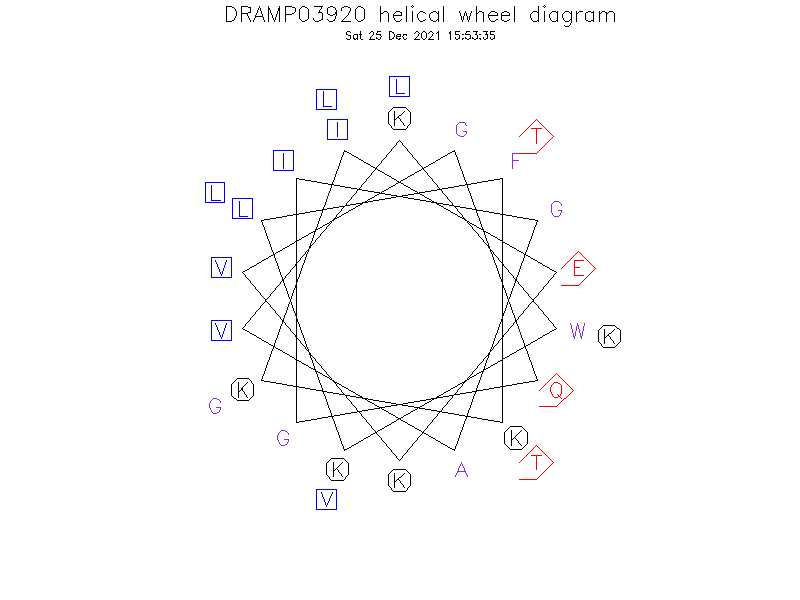 DRAMP03920 helical wheel diagram
Sat 25 Dec 2021 15:53:35
L
L
K
I
G
T
I
F
L
L
G
V
E
V
W
K
K
Q
G
G
K
K
T
K
A
V